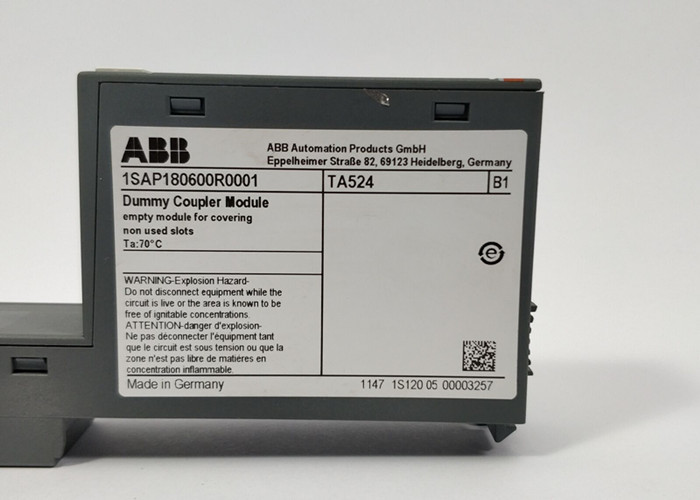 ABB
ABB Automation Products GmbH
Eppelheimer Straße 82, 69123 Heidelberg, Germany
1SAP180600R0001
TA524
B1
Dummy Coupler Module
empty module for covering
non used slots
Ta:70°C
e
WARNING-Explosion Hazard-
Do not disconnect equipment while the
circuit is live or the area is known to be
free of ignitable concentrations.
ATTENTION-danger d'explosion-
Ne pas déconnecter l'équipment tant
que le circuit est sous tension ou que la
zone n'est pas libre de matières en
concentration inflammable.
Made in Germany
1147 1S120 05 00003257